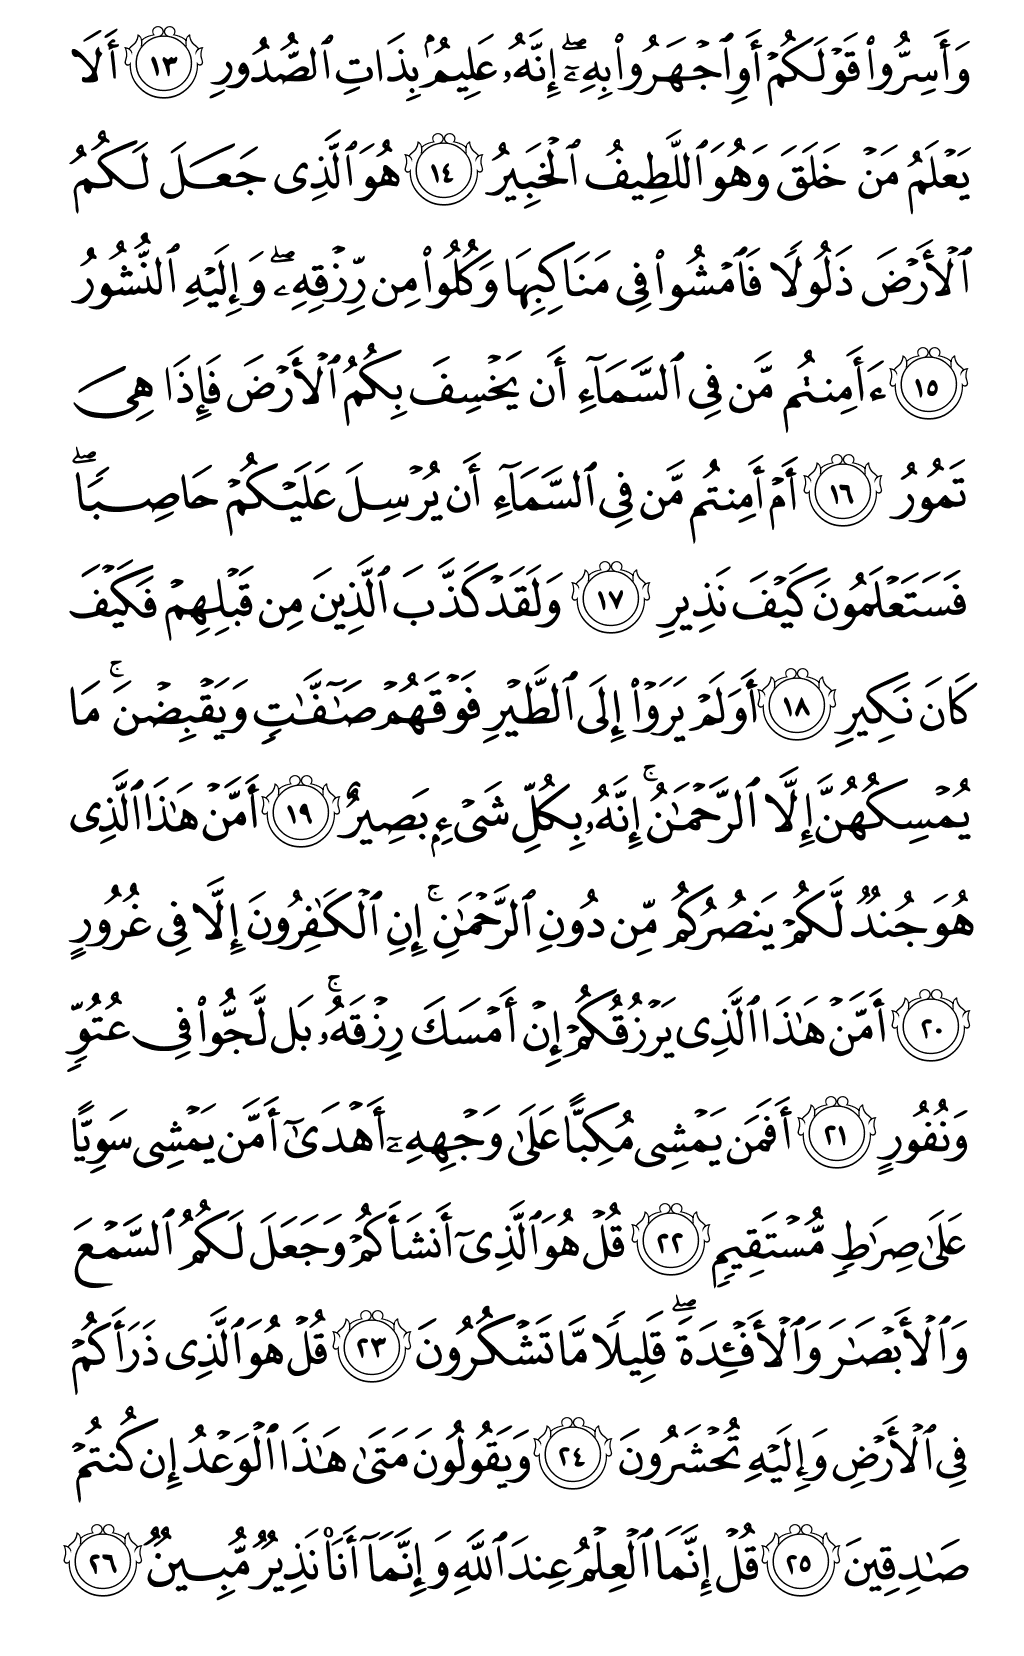 وَأَسِرُّوا۟ قَوْلَكُمْ أَوِ ٱجْهَرُوا۟ بِهِۦٓ ۖ إِنَّهُۥ عَلِيمٌۢ بِذَاتِ ٱلصُّدُورِ ١٣ أَلَا
يَعْلَمُ مَنْ خَلَقَ وَهُوَ ٱللَّطِيفُ ٱلْخَبِيرُ ١٤ هُوَ ٱلَّذِى جَعَلَ لَكُمُ
ٱلْأَرْضَ ذَلُولًا فَٱمْشُوا۟ فِى مَنَاكِبِهَا وَكُلُوا۟ مِن رِّزْقِهِۦ ۖ وَإِلَيْهِ ٱلنُّشُورُ
١٥ ءَأَمِنتُم مَّن فِى ٱلسَّمَآءِ أَن يَخْسِفَ بِكُمُ ٱلْأَرْضَ فَإِذَا هِىَ
تَمُورُ ١٦ أَمْ أَمِنتُم مَّن فِى ٱلسَّمَآءِ أَن يُرْسِلَ عَلَيْكُمْ حَاصِبًا ۖ
فَسَتَعْلَمُونَ كَيْفَ نَذِيرِ ١٧ وَلَقَدْ كَذَّبَ ٱلَّذِينَ مِن قَبْلِهِمْ فَكَيْفَ
كَانَ نَكِيرِ ١٨ أَوَلَمْ يَرَوْا۟ إِلَى ٱلطَّيْرِ فَوْقَهُمْ صَـٰٓفَّـٰتٍ وَيَقْبِضْنَ ۚ مَا
يُمْسِكُهُنَّ إِلَّا ٱلرَّحْمَـٰنُ ۚ إِنَّهُۥ بِكُلِّ شَىْءٍۭ بَصِيرٌ ١٩ أَمَّنْ هَـٰذَا ٱلَّذِى
هُوَ جُندٌ لَّكُمْ يَنصُرُكُم مِّن دُونِ ٱلرَّحْمَـٰنِ ۚ إِنِ ٱلْكَـٰفِرُونَ إِلَّا فِى غُرُورٍ
٢٠ أَمَّنْ هَـٰذَا ٱلَّذِى يَرْزُقُكُمْ إِنْ أَمْسَكَ رِزْقَهُۥ ۚ بَل لَّجُّوا۟ فِى عُتُوٍّ
وَنُفُورٍ ٢١ أَفَمَن يَمْشِى مُكِبًّا عَلَىٰ وَجْهِهِۦٓ أَهْدَىٰٓ أَمَّن يَمْشِى سَوِيًّا
عَلَىٰ صِرَٰطٍ مُّسْتَقِيمٍ ٢٢ قُلْ هُوَ ٱلَّذِىٓ أَنشَأَكُمْ وَجَعَلَ لَكُمُ ٱلسَّمْعَ
وَٱلْأَبْصَـٰرَ وَٱلْأَفْـِٔدَةَ ۖ قَلِيلًا مَّا تَشْكُرُونَ ٢٣ قُلْ هُوَ ٱلَّذِى ذَرَأَكُمْ
فِى ٱلْأَرْضِ وَإِلَيْهِ تُحْشَرُونَ ٢٤ وَيَقُولُونَ مَتَىٰ هَـٰذَا ٱلْوَعْدُ إِن كُنتُمْ
صَـٰدِقِينَ ٢٥ قُلْ إِنَّمَا ٱلْعِلْمُ عِندَ ٱللَّهِ وَإِنَّمَآ أَنَا۠ نَذِيرٌ مُّبِينٌ ٢٦